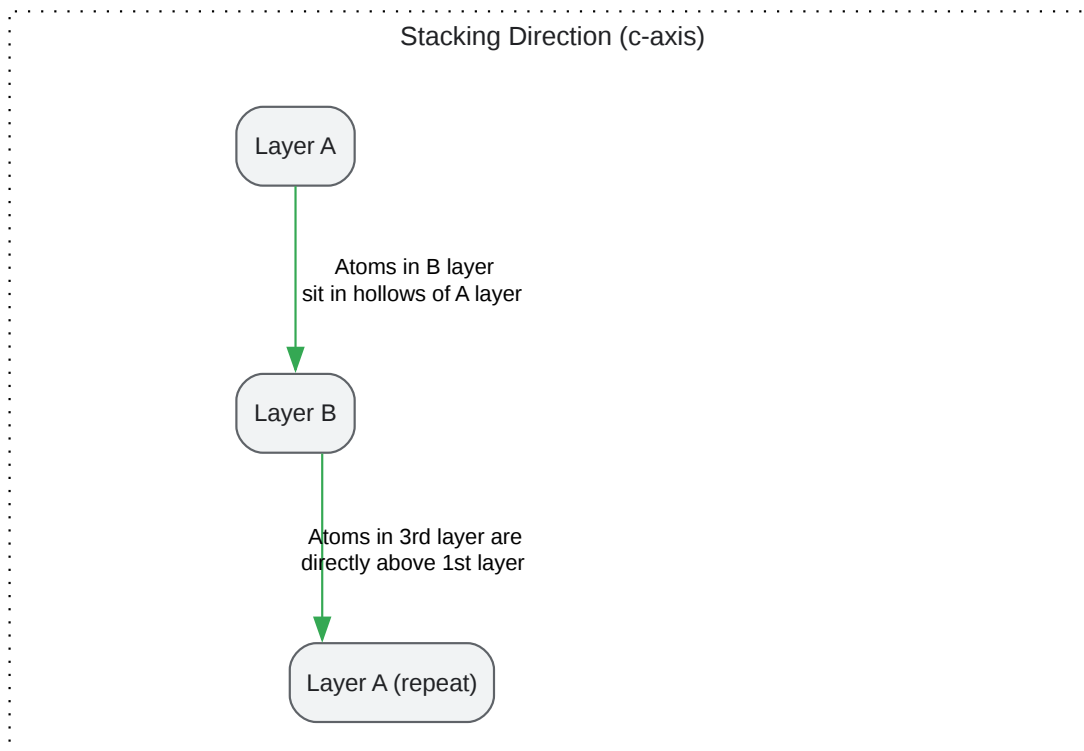 Stacking Direction (c-axis)
Layer A
Atoms in B layer
sit in hollows of A layer
Layer B
Atoms in 3rd layer are
directly above 1st layer
Layer A (repeat)